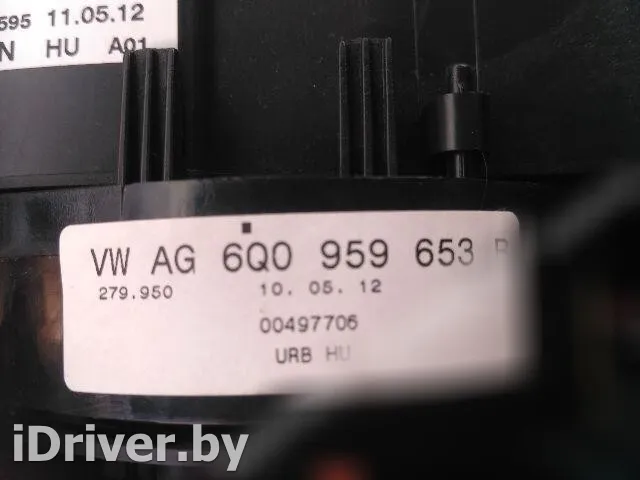 595 11.05.12
N HU A01
VW AG 6Q0 959 653
279.950 10. 05. 12
00497706
URB HU
iDriver.by